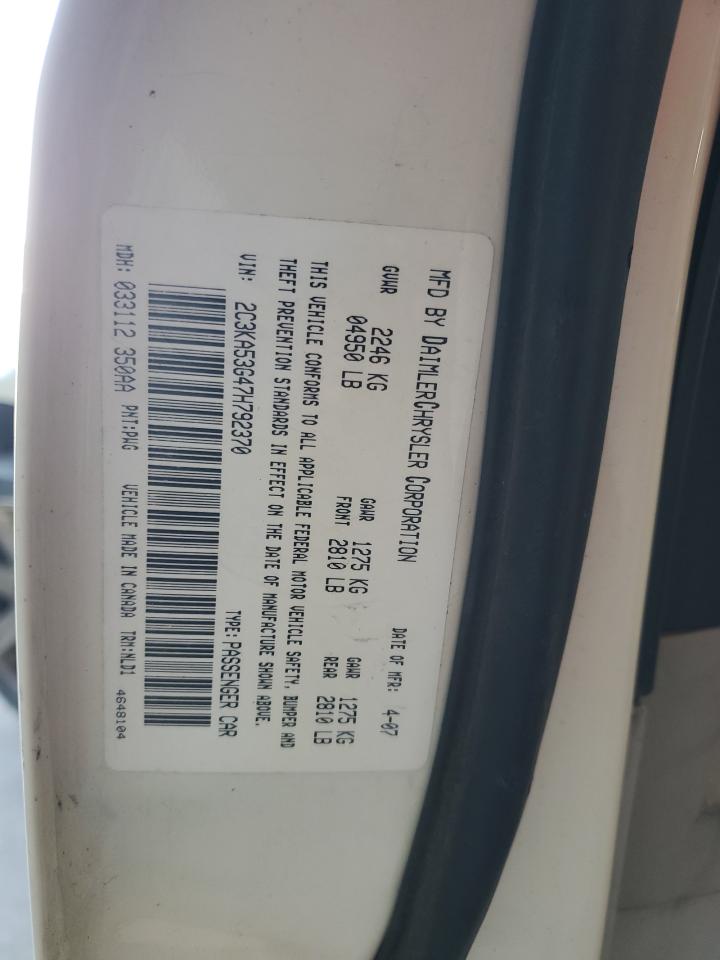 MFD BY DAIMLERCHRYSLER CORPORATION
DATE OF MFR: 4-07
GVWR 2246 KG
04950 LB
GAWR FRONT 1275 KG
2810 LB
GAWR REAR 1275 KG
2810 LB
THIS VEHICLE CONFORMS TO ALL APPLICABLE FEDERAL MOTOR VEHICLE SAFETY, BUMPER AND
THEFT PREVENTION STANDARDS IN EFFECT ON THE DATE OF MANUFACTURE SHOWN ABOVE.
VIN: 2C3KA53G47H792370 TYPE: PASSENGER CAR
MDH: 033112 350AA PNT:PWG VEHICLE MADE IN CANADA TRM:NLD1 4648104